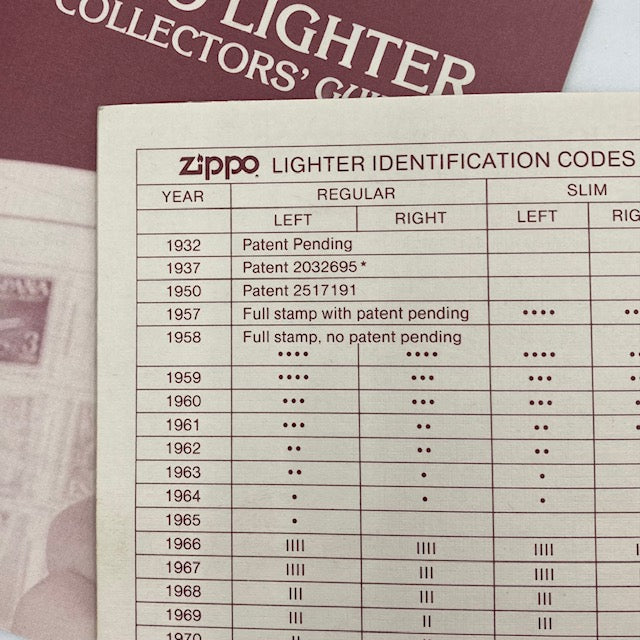 O LIGHTER
COLLECTORS'
Zippo LIGHTER IDENTIFICATION CODES
YEAR REGULAR SLIM
LEFT RIGHT LEFT
1932 Patent Pending
1937 Patent 2032695*
1950 Patent 2517191
1957 Full stamp with patent pending ••••
1958 Full stamp, no patent pending
•••• •••• •••• ••
1959 •••• ••• •••• ••
1960 ••• ••• ••• ••
1961 ••• •• ••• ••
1962 •• •• •• •
1963 •• • •
1964 • • •
1965 •
1966 IIII IIII IIII
1967 IIII III IIII
1968 III III III
1969 III II III
1970